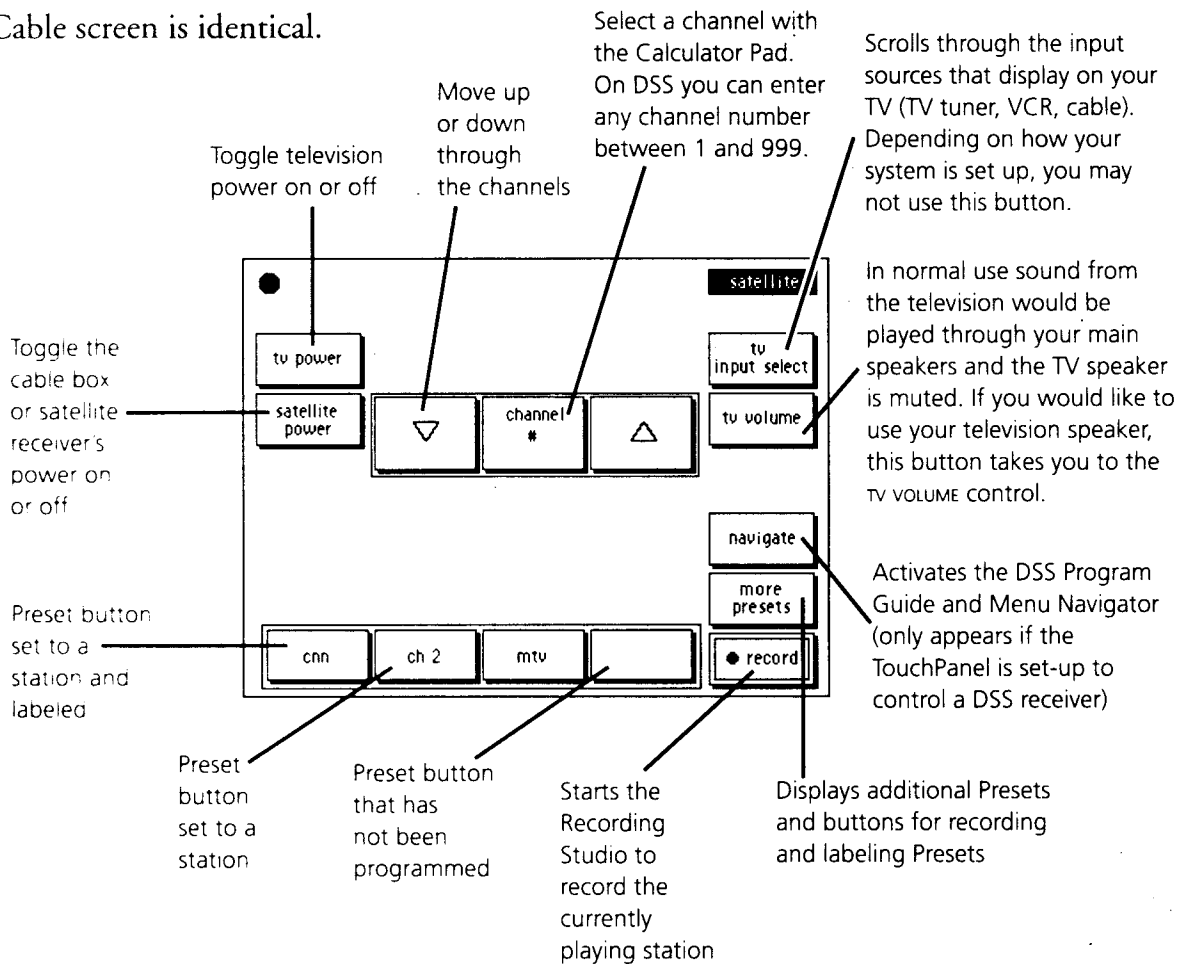 Cable screen is identical.
Select a channel with
the Calculator Pad.
On DSS you can enter
any channel number
between 1 and 999.
Scrolls through the input
sources that display on your
TV (TV tuner, VCR, cable).
Depending on how your
system is set up, you may
not use this button.
Move up
or down
through
the channels
Toggle television
power on or off
In normal use sound from
the television would be
played through your main
speakers and the TV speaker
is muted. If you would like to
use your television speaker,
this button takes you to the
TV VOLUME control.
Toggle the
cable box
or satellite
receiver's
power on
or off
satellite
tv power
satellite
power
channel
#
tv
input select
tv volume
navigate
more
presets
record
cnn
ch 2
mtv
Activates the DSS Program
Guide and Menu Navigator
(only appears if the
TouchPanel is set-up to
control a DSS receiver)
Preset button
set to a
station and
labeled
Preset
button
set to a
station
Preset button
that has
not been
programmed
Starts the
Recording
Studio to
record the
currently
playing station
Displays additional Presets
and buttons for recording
and labeling Presets